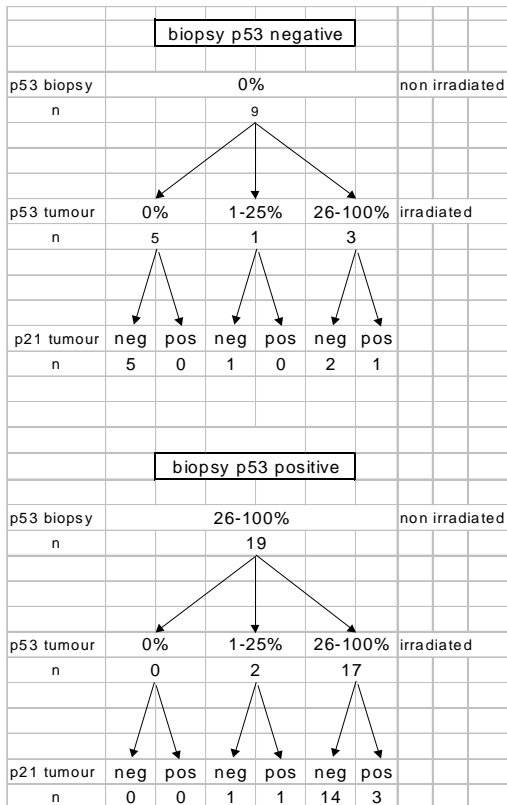 biopsy p53 negative
p53 biopsy 0% non irradiated
n 9
p53 tumour 0% 1-25% 26-100% irradiated
n 5 1 3
p21 tumour neg pos neg pos neg pos
n 5 0 1 0 2 1
biopsy p53 positive
p53 biopsy 26-100% non irradiated
n 19
p53 tumour 0% 1-25% 26-100% irradiated
n 0 2 17
p21 tumour neg pos neg pos neg pos
n 0 0 1 1 14 3